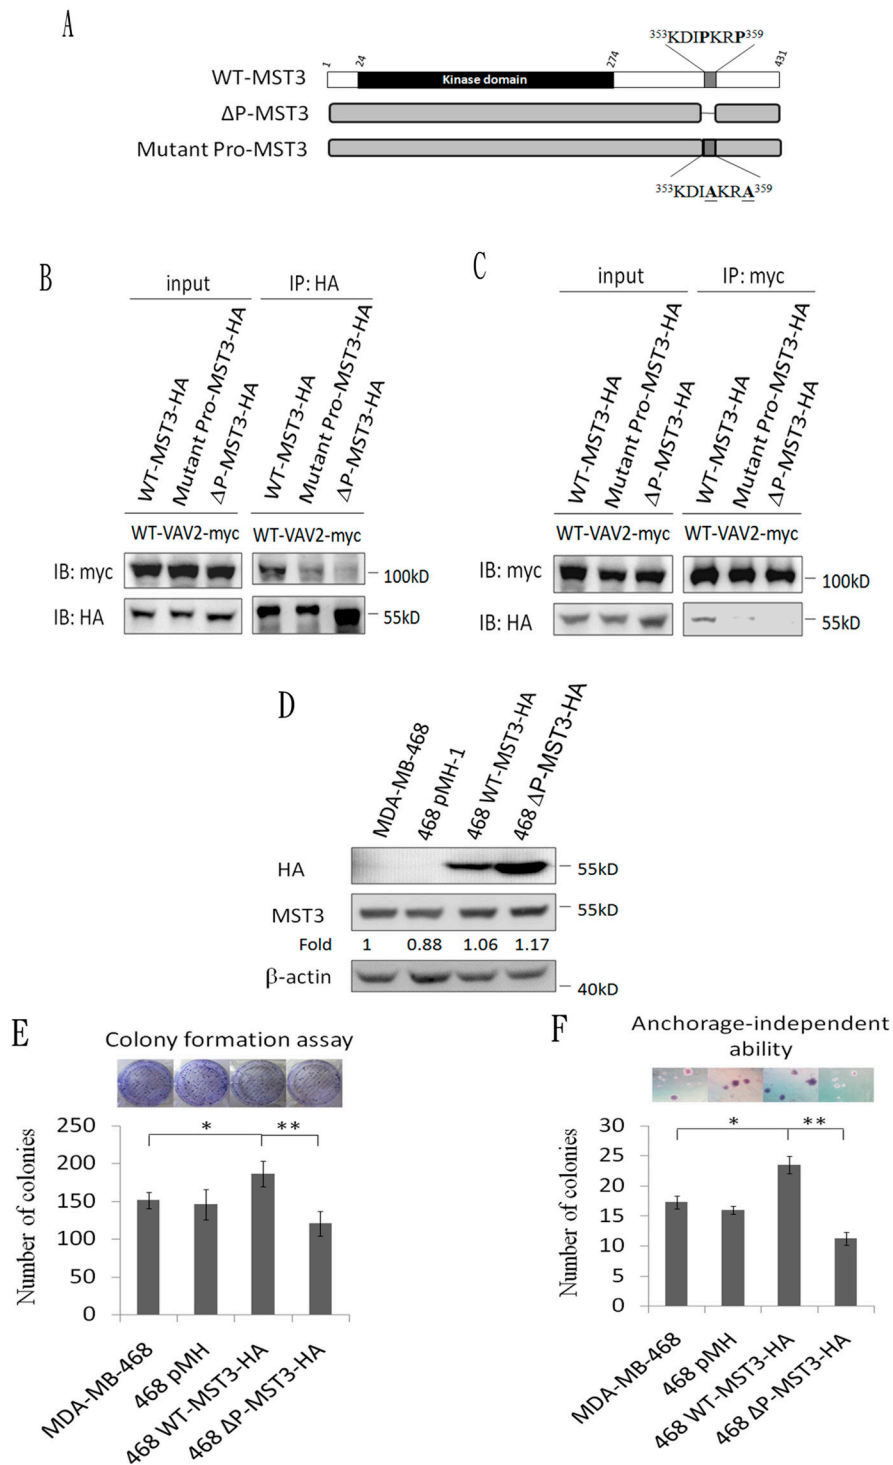 A
³⁵³KDIPKRP³⁵⁹
1
24
274
431
WT-MST3
Kinase domain
ΔP-MST3
Mutant Pro-MST3
³⁵³KDIAKRA³⁵⁹
B
input
IP: HA
WT-MST3-HA
Mutant Pro-MST3-HA
ΔP-MST3-HA
WT-MST3-HA
Mutant Pro-MST3-HA
ΔP-MST3-HA
WT-VAV2-myc
WT-VAV2-myc
IB: myc
100kD
IB: HA
55kD
C
input
IP: myc
WT-MST3-HA
Mutant Pro-MST3-HA
ΔP-MST3-HA
WT-MST3-HA
Mutant Pro-MST3-HA
ΔP-MST3-HA
WT-VAV2-myc
WT-VAV2-myc
IB: myc
100kD
IB: HA
55kD
D
MDA-MB-468
468 pMH-1
468 WT-MST3-HA
468 ΔP-MST3-HA
HA
55kD
MST3
55kD
Fold 1 0.88 1.06 1.17
β-actin
40kD
E
Colony formation assay
Number of colonies
250
200
150
100
50
0
*
**
MDA-MB-468
468 pMH
468 WT-MST3-HA
468 ΔP-MST3-HA
F
Anchorage-independent
ability
Number of colonies
30
25
20
15
10
5
0
*
**
MDA-MB-468
468 pMH
468 WT-MST3-HA
468 ΔP-MST3-HA